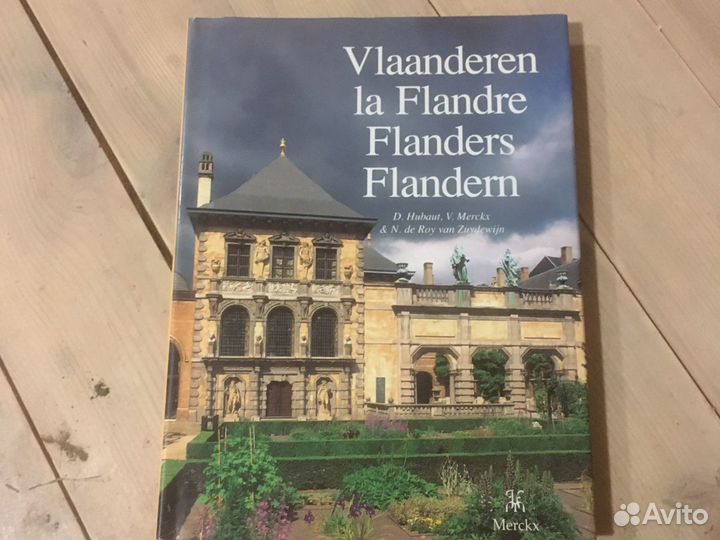 Vlaanderen
la Flandre
Flanders
Flandern
D. Hubaut, V. Merckx
& N. de Roy van Zuydewijn
Merckx
Avito